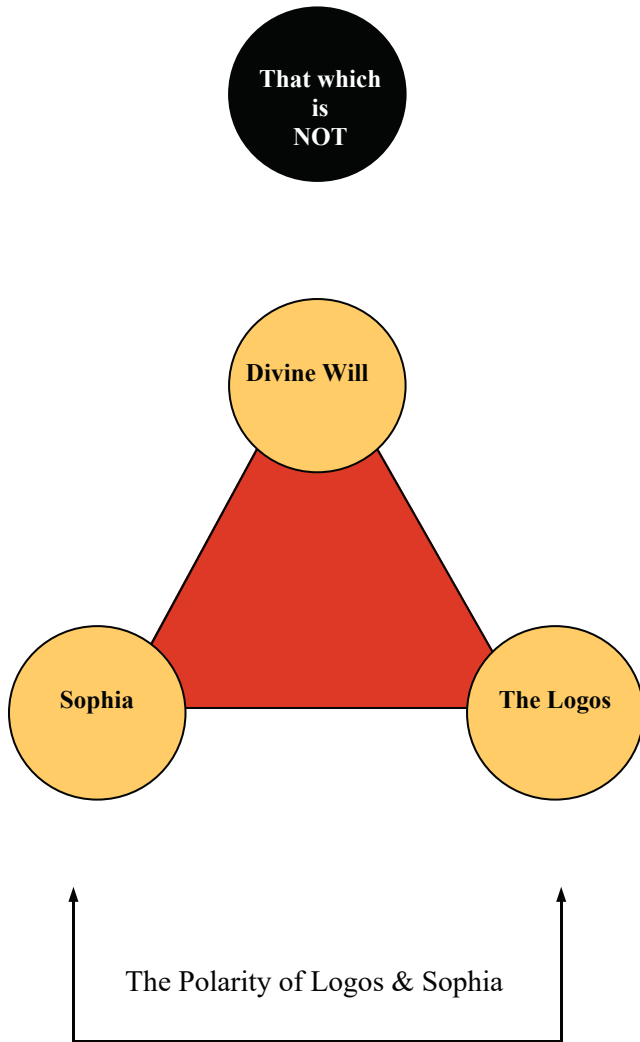 That which
is
NOT
Divine Will
Sophia
The Logos
The Polarity of Logos & Sophia